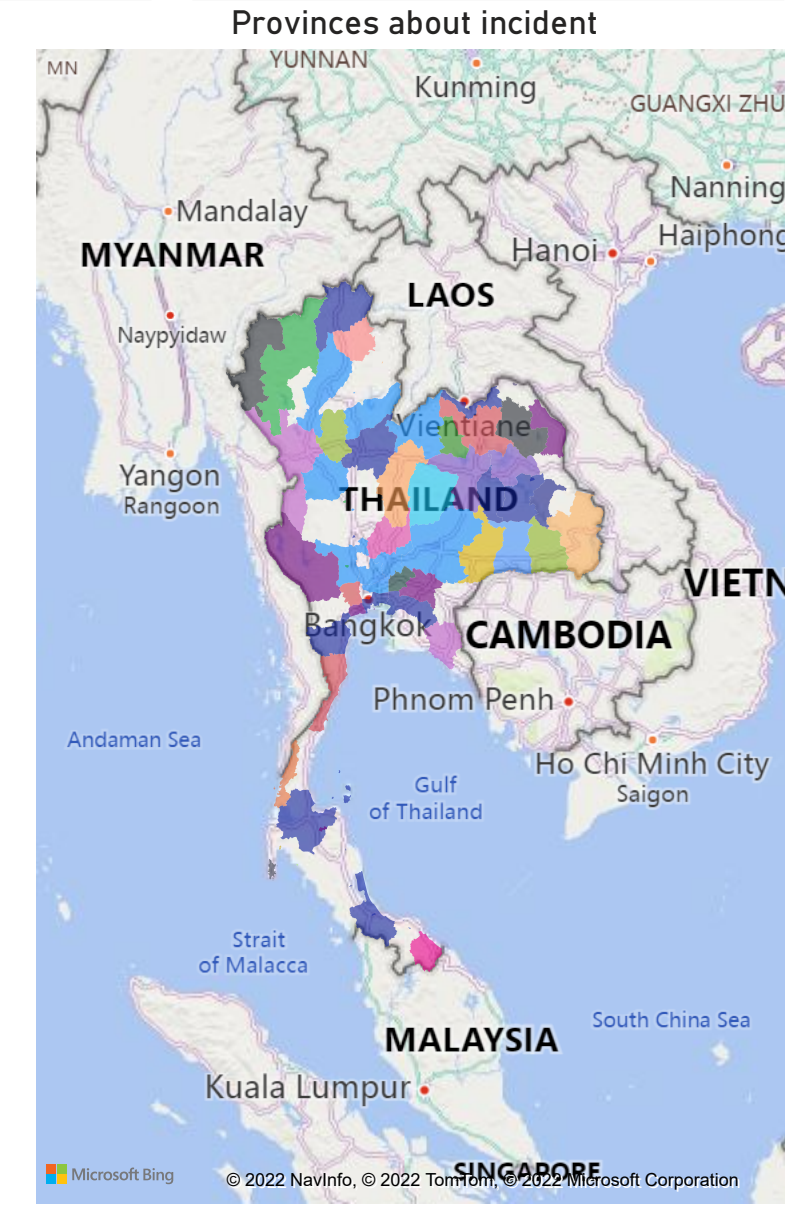 Provinces about incident
MN
YUNNAN
Kunming
GUANGXI ZHU
Nanning
Mandalay
MYANMAR
Hanoi
Haiphong
LAOS
Naypyidaw
Vientiane
Yangon
Rangoon
THAILAND
VIETN
Bangkok
CAMBODIA
Phnom Penh
Andaman Sea
Ho Chi Minh City
Saigon
Gulf
of Thailand
Strait
of Malacca
South China Sea
MALAYSIA
Kuala Lumpur
SINGAPORE
Microsoft Bing
© 2022 NavInfo, © 2022 TomTom, © 2022 Microsoft Corporation